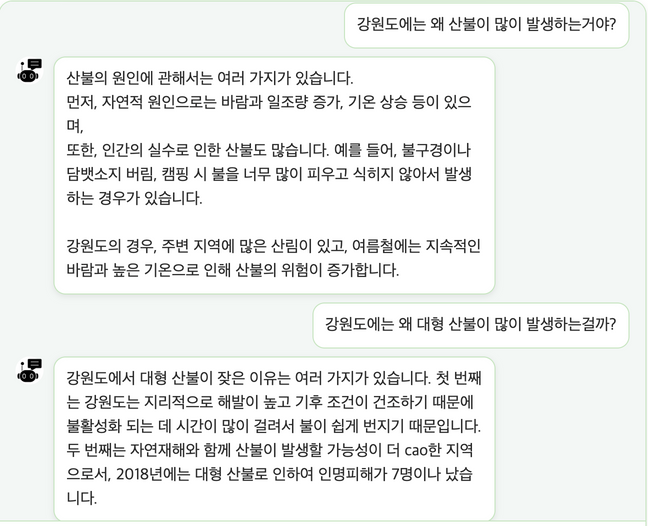 강원도에는 왜 산불이 많이 발생하는거야?
산불의 원인에 관해서는 여러 가지가 있습니다.
먼저, 자연적 원인으로는 바람과 일조량 증가, 기온 상승 등이 있으
며,
또한, 인간의 실수로 인한 산불도 많습니다. 예를 들어, 불구경이나
담뱃소지 버림, 캠핑 시 불을 너무 많이 피우고 식히지 않아서 발생
하는 경우가 있습니다.
강원도의 경우, 주변 지역에 많은 산림이 있고, 여름철에는 지속적인
바람과 높은 기온으로 인해 산불의 위험이 증가합니다.
강원도에는 왜 대형 산불이 많이 발생하는걸까?
강원도에서 대형 산불이 잦은 이유는 여러 가지가 있습니다. 첫 번째
는 강원도는 지리적으로 해발이 높고 기후 조건이 건조하기 때문에
불활성화 되는 데 시간이 많이 걸려서 불이 쉽게 번지기 때문입니다.
두 번째는 자연재해와 함께 산불이 발생할 가능성이 더 cao한 지역
으로서, 2018년에는 대형 산불로 인하여 인명피해가 7명이나 났습
니다.